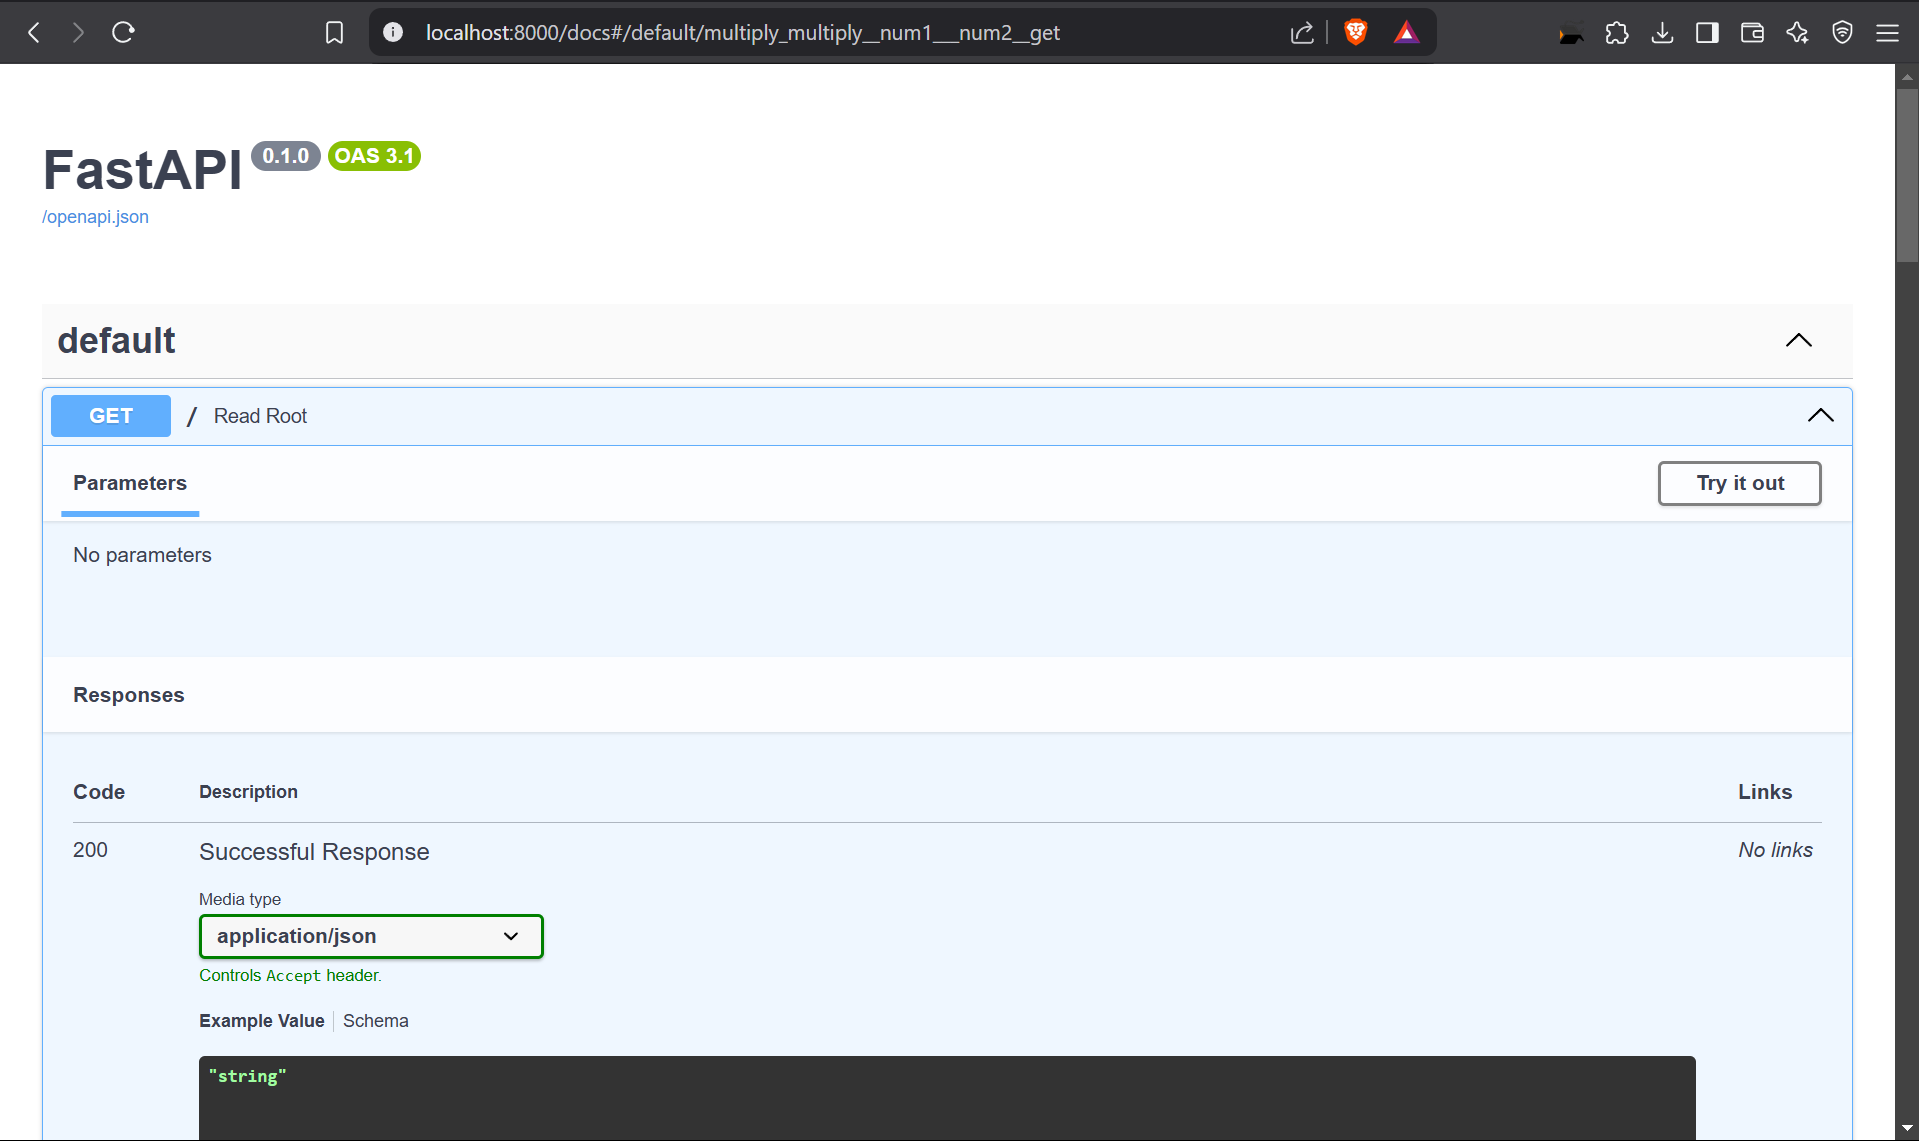 localhost:8000/docs#/default/multiply_multiply__num1___num2__get
FastAPI 0.1.0 OAS 3.1
/openapi.json
default
GET / Read Root
Parameters
Try it out
No parameters
Responses
Code Description Links
200 Successful Response No links
Media type
application/json
Controls Accept header.
Example Value Schema
"string"